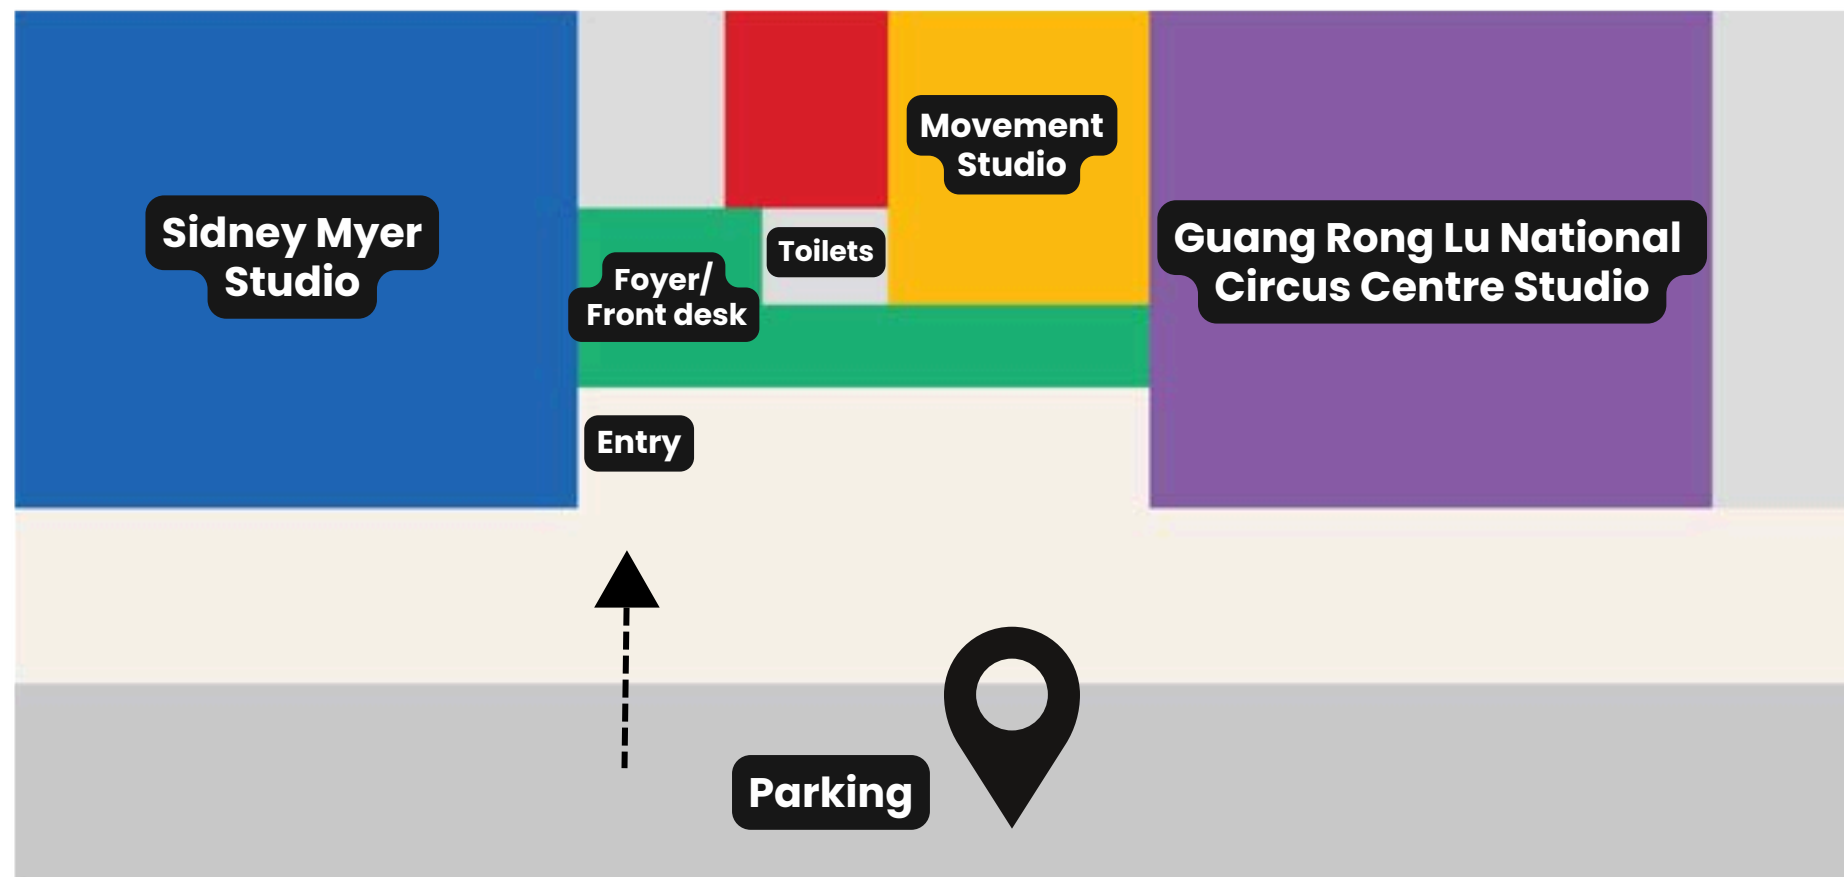 Sidney Myer
Studio
Foyer/
Front desk
Toilets
Movement
Studio
Guang Rong Lu National
Circus Centre Studio
Entry
Parking